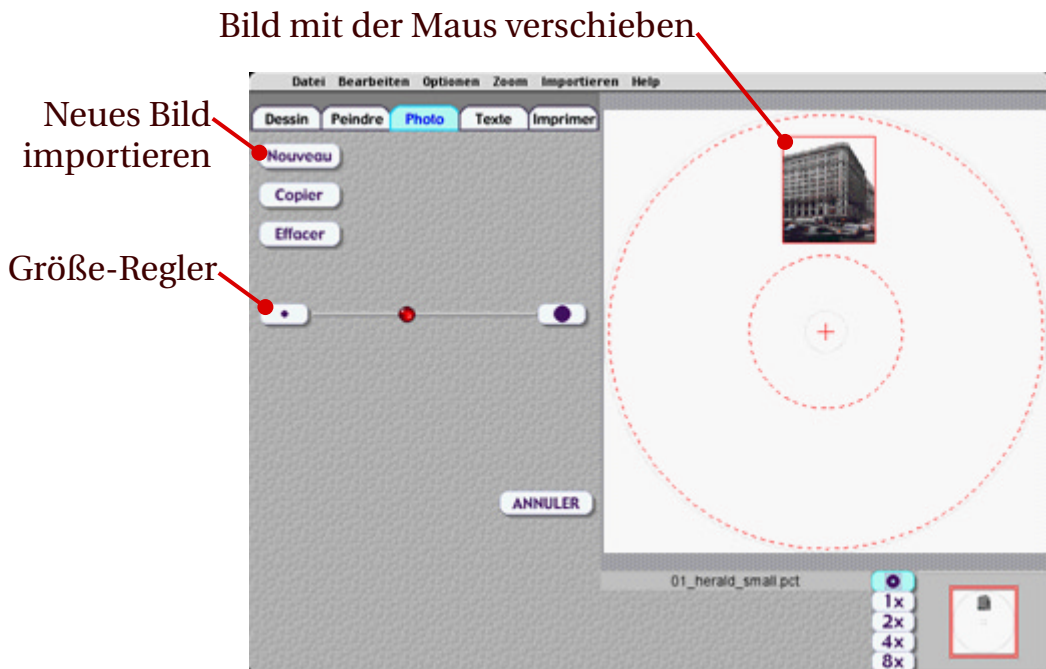 Bild mit der Maus verschieben
Datei Bearbeiten Optionen Zoom Importieren Help
Neues Bild
importieren
Dessin Peindre Photo Texte Imprimer
Nouveau
Copier
Effacer
Größe-Regler
ANNULER
01_herald_small.pct
1x
2x
4x
8x